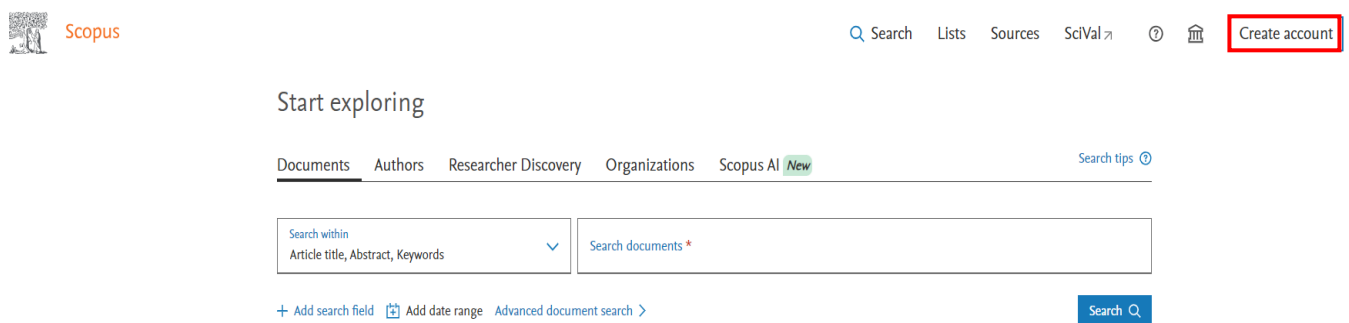 Scopus
Search Lists Sources SciVal Create account
Start exploring
Documents Authors Researcher Discovery Organizations Scopus AI New
Search tips
Search within
Article title, Abstract, Keywords
Search documents *
Add search field Add date range Advanced document search
Search